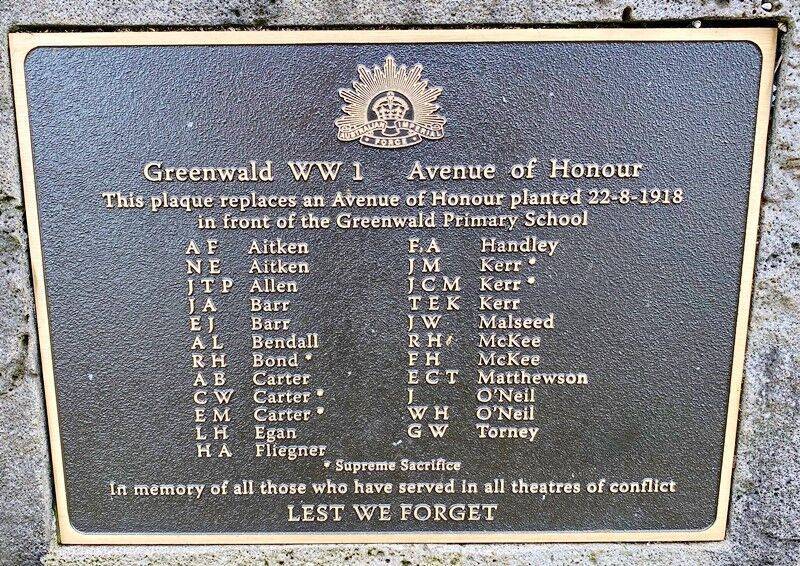 AUSTRALIAN IMPERIAL
FORCE
Greenwald WW 1 Avenue of Honour
This plaque replaces an Avenue of Honour planted 22-8-1918
in front of the Greenwald Primary School
A F Aitken
N E Aitken
J T P Allen
J A Barr
E J Barr
A L Bendall
R H Bond *
A B Carter
C W Carter *
E M Carter *
L H Egan
H A Fliegner
F.A Handley
J M Kerr *
J C M Kerr *
T E K Kerr
J W Malseed
R H McKee
F H McKee
E C T Matthewson
J O'Neil
W H O'Neil
G W Torney
* Supreme Sacrifice
In memory of all those who have served in all theatres of conflict
LEST WE FORGET